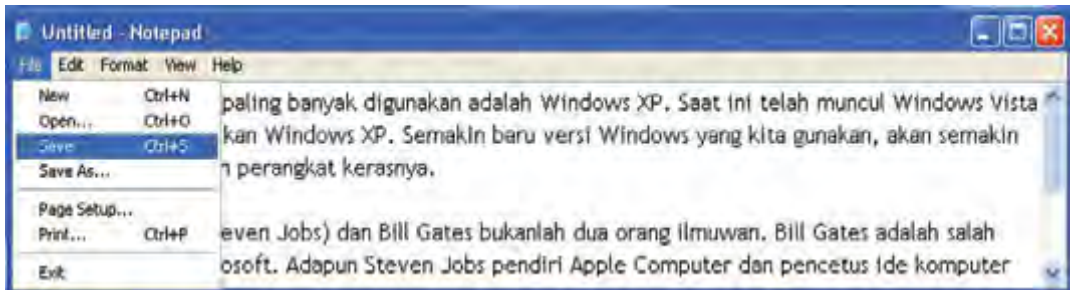 Untitled - Notepad
File Edit Format View Help
New Ctrl+N
Open... Ctrl+O
Save Ctrl+S
Save As...
Page Setup...
Print... Ctrl+P
Exit
paling banyak digunakan adalah Windows XP. Saat ini telah muncul Windows Vista
kan Windows XP. Semakin baru versi Windows yang kita gunakan, akan semakin
perangkat kerasnya.
even Jobs) dan Bill Gates bukanlah dua orang ilmuwan. Bill Gates adalah salah
osoft. Adapun Steven Jobs pendiri Apple Computer dan pencetus ide komputer